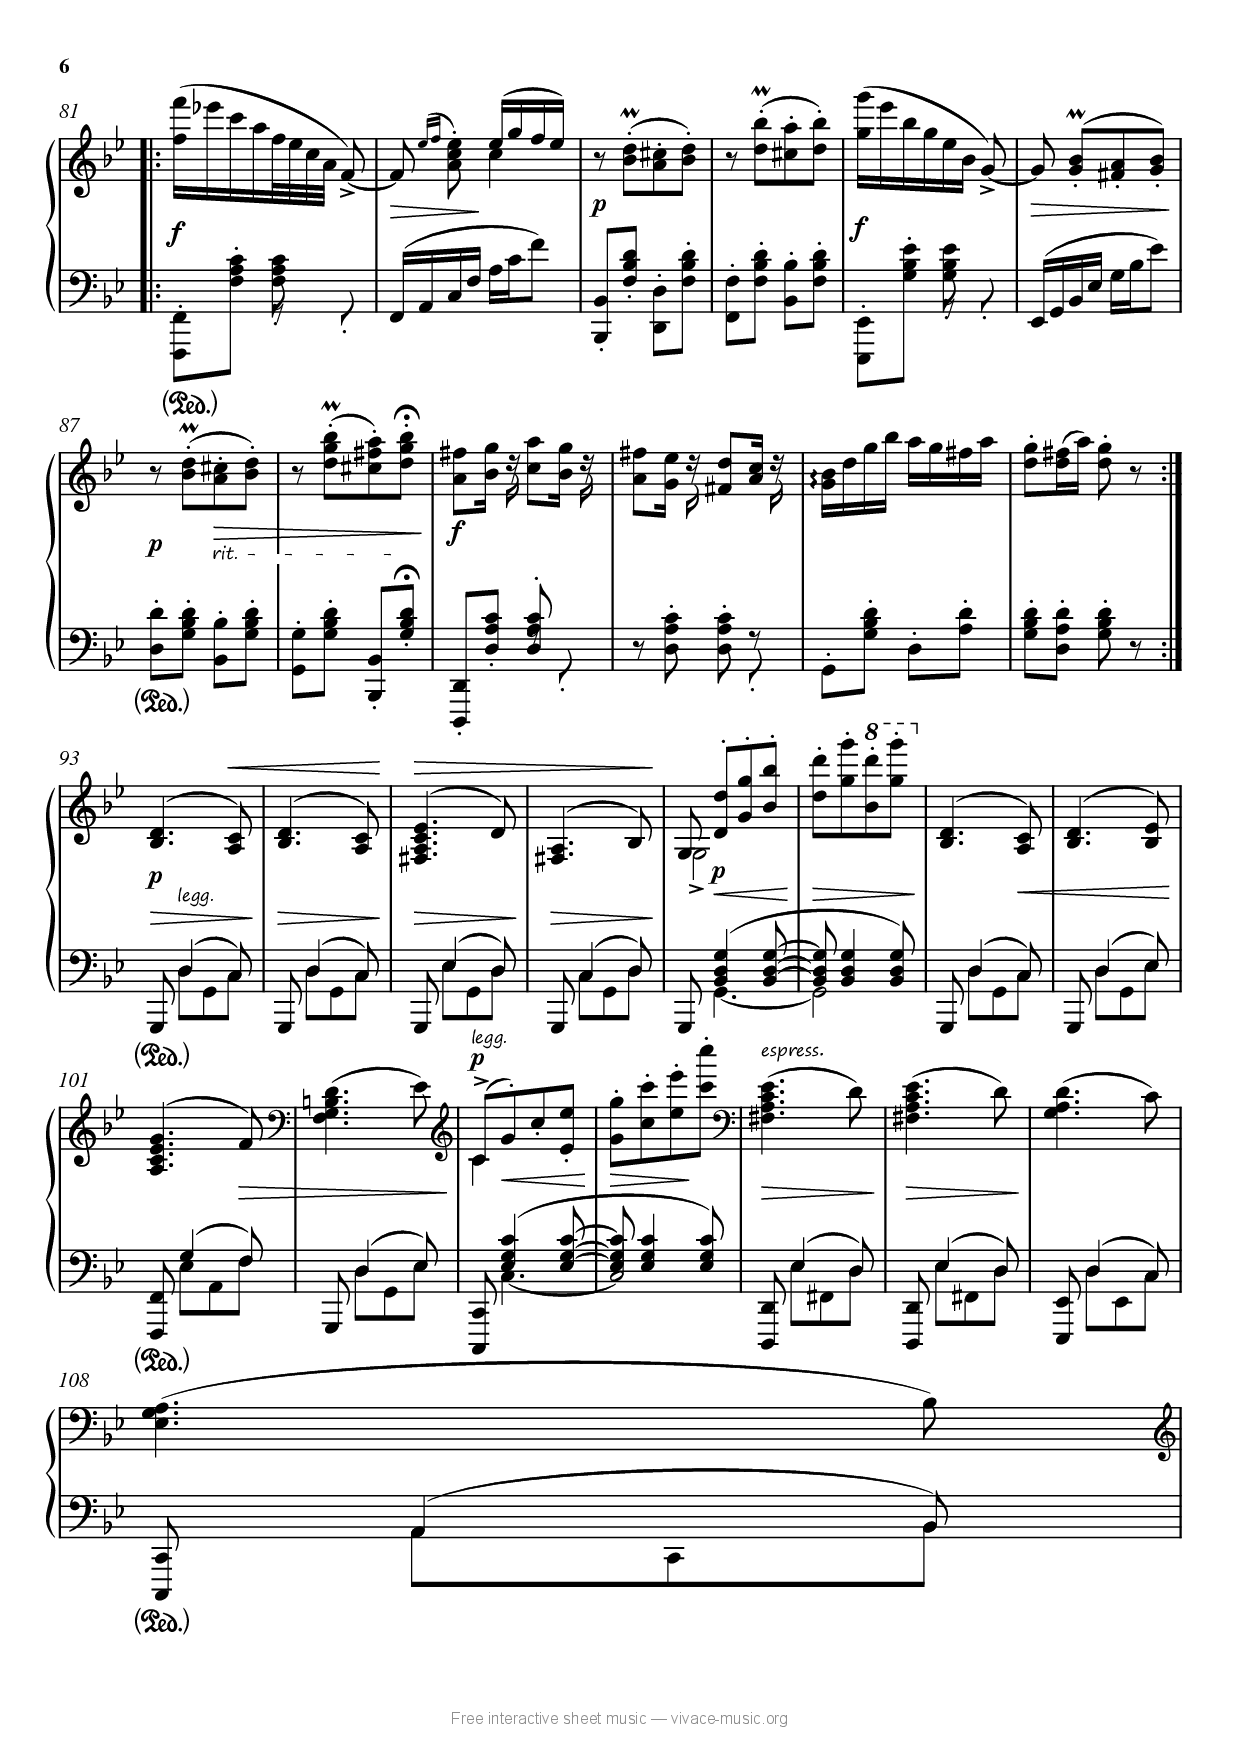 6
81
f
p
f
(Ped.)
87
p
rit.
f
(Ped.)
93
8
p
legg.
p
(Ped.)
legg.
101
p
espress.
(Ped.)
108
(Ped.)
Free interactive sheet music — vivace-music.org